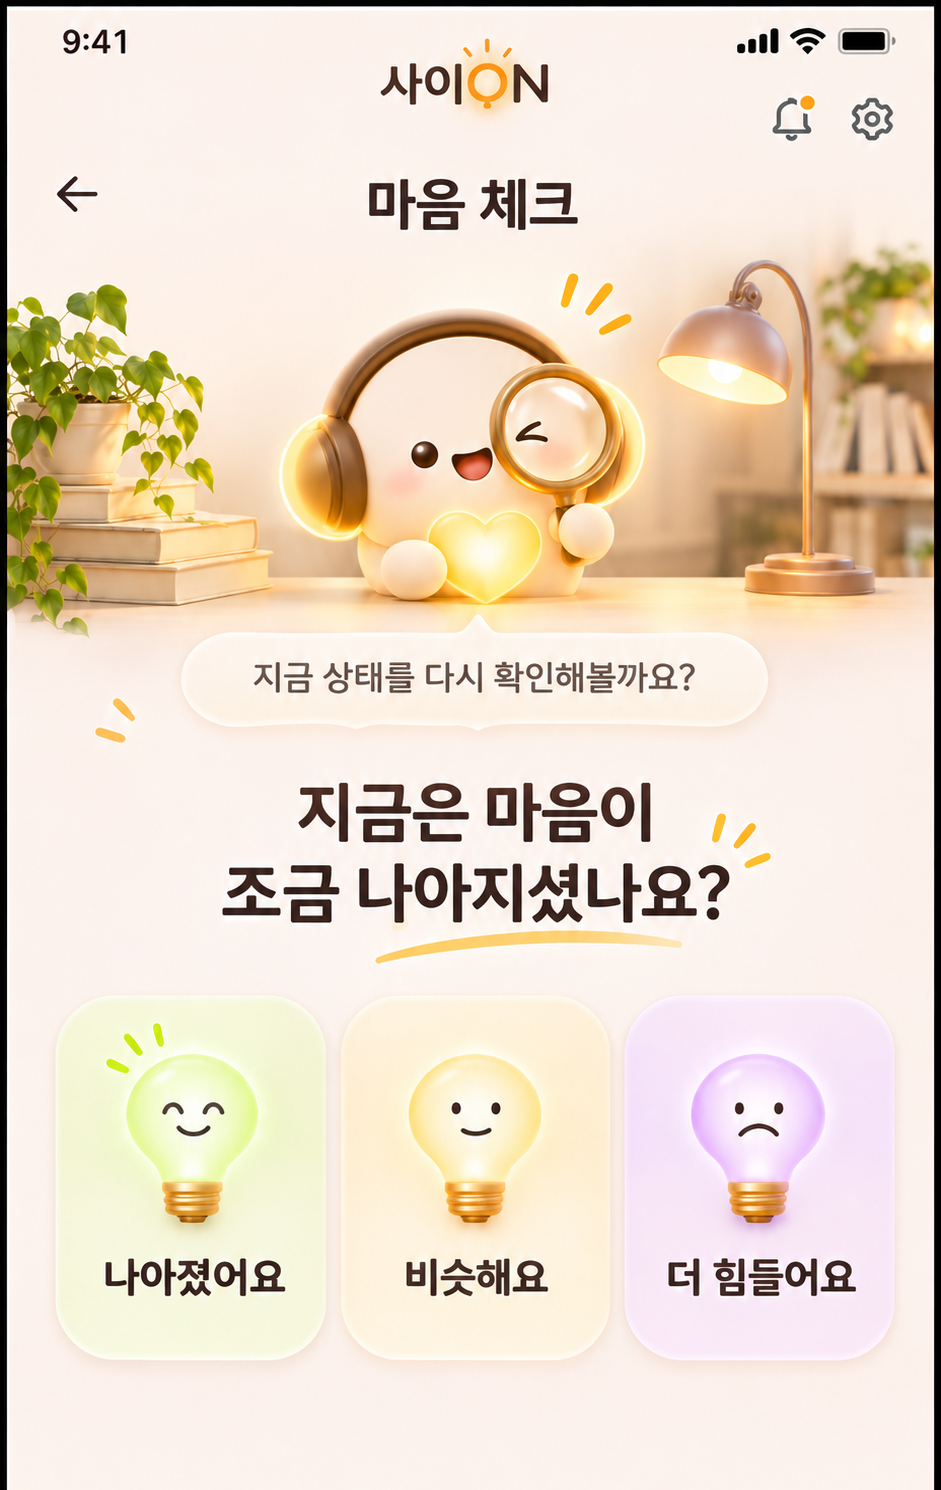 9:41
사이ON
마음 체크
지금 상태를 다시 확인해볼까요?
지금은 마음이
조금 나아지셨나요?
나아졌어요
비슷해요
더 힘들어요